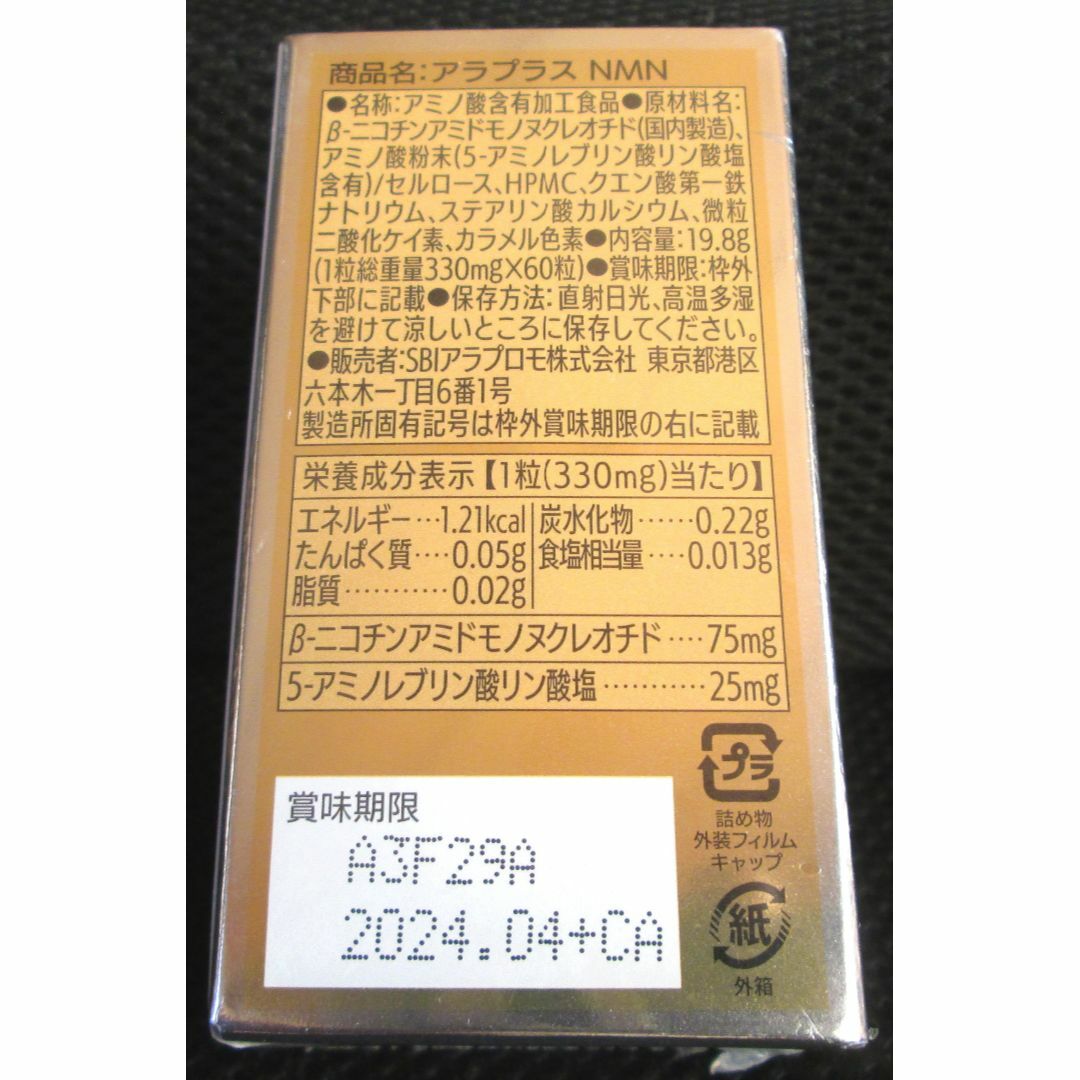 商品名:アラプラス NMN
●名称:アミノ酸含有加工食品●原材料名:
β-ニコチンアミドモノヌクレオチド(国内製造)、
アミノ酸粉末(5-アミノレブリン酸リン酸塩
含有)/セルロース、HPMC、クエン酸第一鉄
ナトリウム、ステアリン酸カルシウム、微粒
二酸化ケイ素、カラメル色素●内容量:19.8g
(1粒総重量330mg×60粒)●賞味期限:枠外
下部に記載●保存方法:直射日光、高温多湿
を避けて涼しいところに保存してください。
●販売者:SBIアラプロモ株式会社 東京都港区
六本木一丁目6番1号
製造所固有記号は枠外賞味期限の右に記載
栄養成分表示【1粒(330mg)当たり】
エネルギー…1.21kcal 炭水化物……0.22g
たんぱく質‥‥0.05g 食塩相当量‥‥0.013g
脂質…………0.02g
β-ニコチンアミドモノヌクレオチド‥‥75mg
5-アミノレブリン酸リン酸塩…………25mg
プラ
詰め物
外装フィルム
キャップ
紙
外箱
賞味期限
A3F29A
2024.04+CA